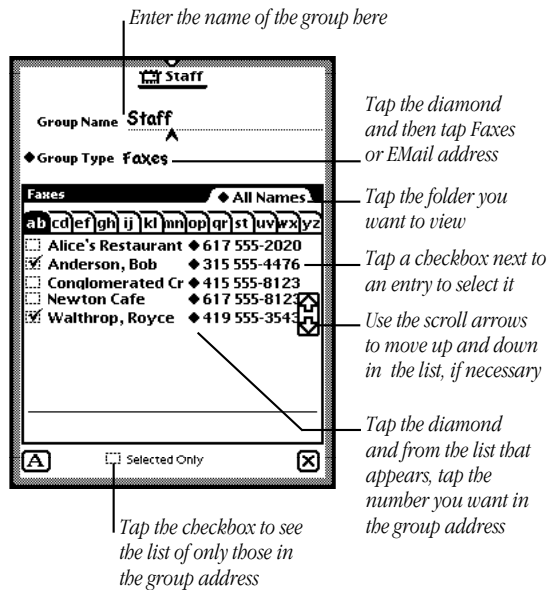 Enter the name of the group here
Staff
Group Name Staff
Tap the diamond
and then tap Faxes
or EMail address
◆Group Type Faxes
Faxes ◆ All Names
Tap the folder you
want to view
ab cd ef gh ij kl mn op qr st uv wx yz
Alice's Restaurant ◆ 617 555-2020
Anderson, Bob ◆ 315 555-4476
Conglomerated Cr ◆ 415 555-8123
Newton Cafe ◆ 617 555-8123
Walthrop, Royce ◆ 419 555-3543
Tap a checkbox next to
an entry to select it
Use the scroll arrows
to move up and down
in the list, if necessary
Tap the diamond
and from the list that
appears, tap the
number you want in
the group address
A Selected Only X
Tap the checkbox to see
the list of only those in
the group address